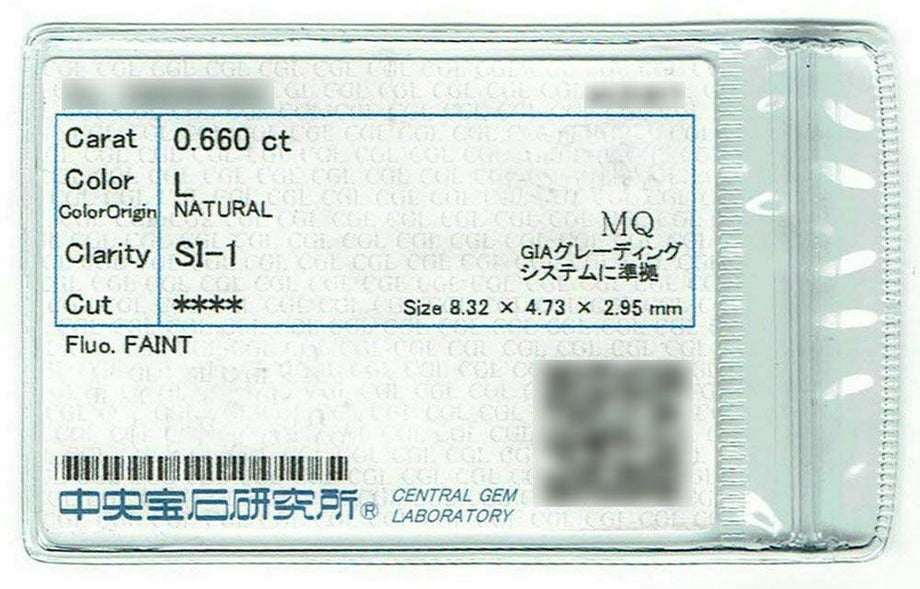 Carat 0.660 ct
Color L
ColorOrigin NATURAL
Clarity SI-1
MQ
GIAグレーディング
システムに準拠
Cut ****
Size 8.32 × 4.73 × 2.95 mm
Fluo. FAINT
中央宝石研究所®
CENTRAL GEM
LABORATORY